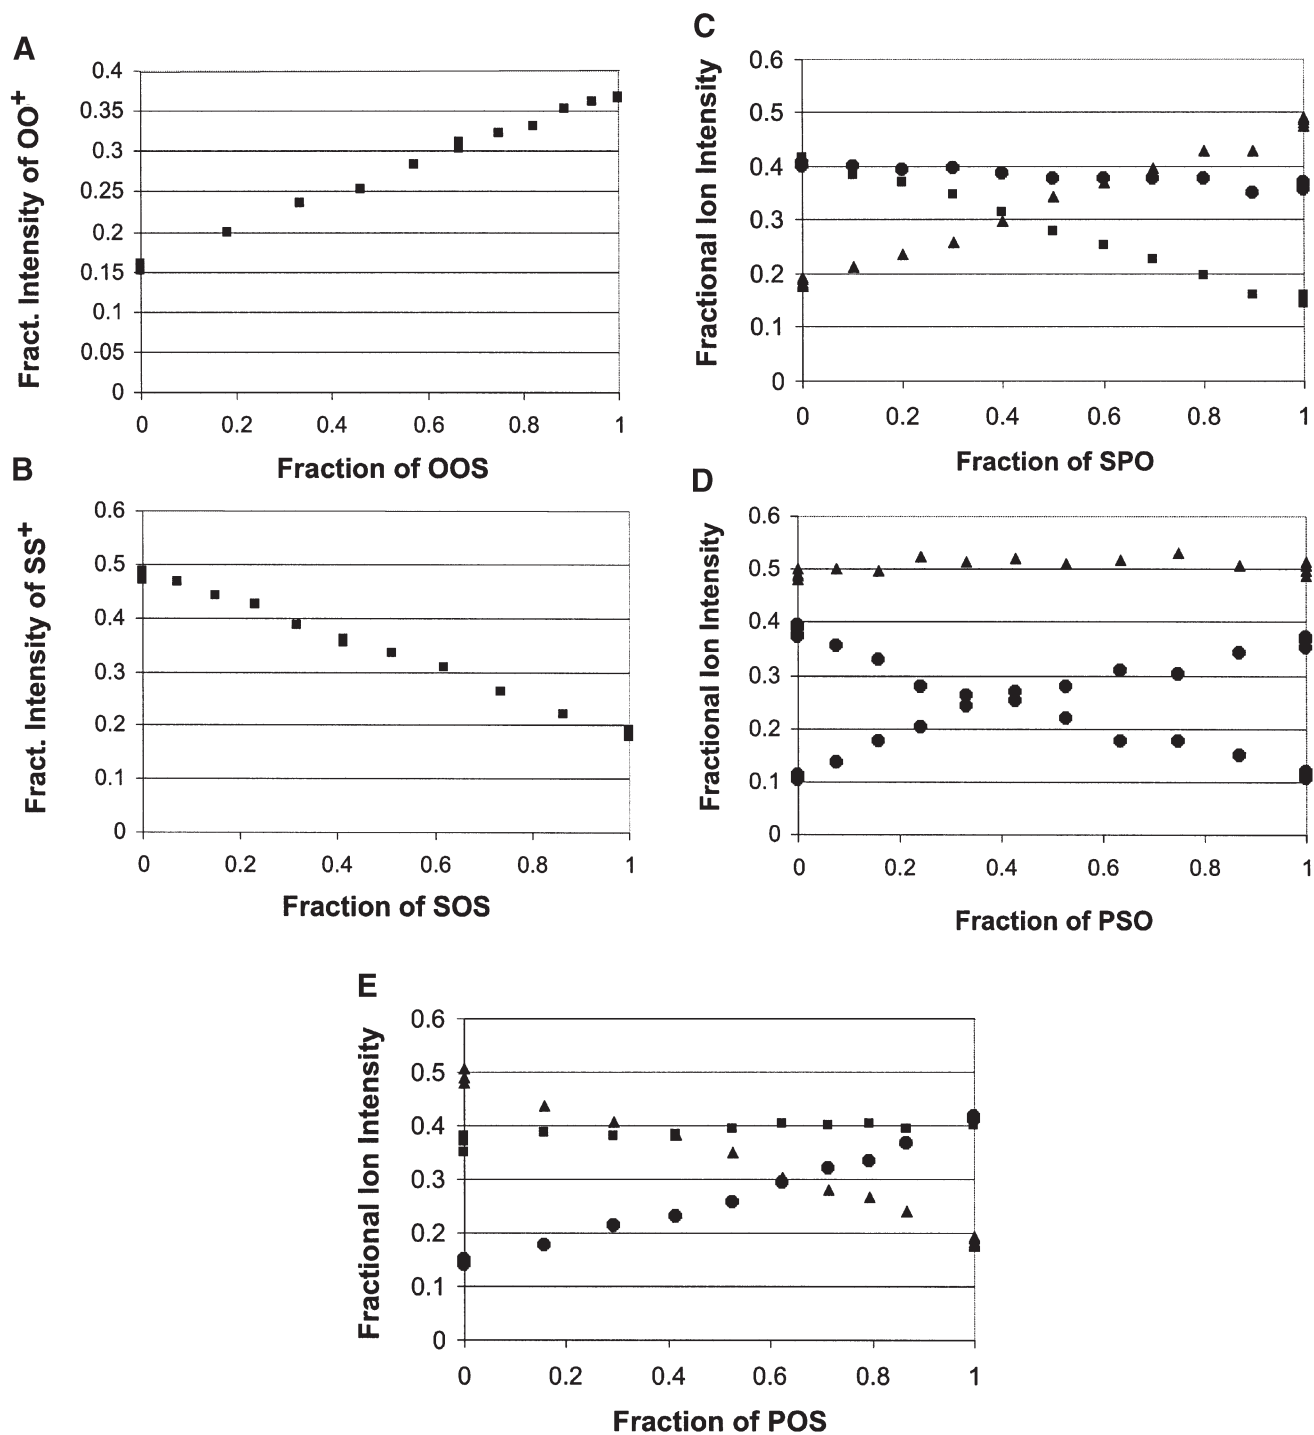 A
Fract. Intensity of OO+
0.4
0.35
0.3
0.25
0.2
0.15
0.1
0.05
0
0 0.2 0.4 0.6 0.8 1
Fraction of OOS
B
Fract. Intensity of SS+
0.6
0.5
0.4
0.3
0.2
0.1
0
0 0.2 0.4 0.6 0.8 1
Fraction of SOS
C
Fractional Ion Intensity
0.6
0.5
0.4
0.3
0.2
0.1
0
0 0.2 0.4 0.6 0.8 1
Fraction of SPO
D
Fractional Ion Intensity
0.6
0.5
0.4
0.3
0.2
0.1
0
0 0.2 0.4 0.6 0.8 1
Fraction of PSO
E
Fractional Ion Intensity
0.6
0.5
0.4
0.3
0.2
0.1
0
0 0.2 0.4 0.6 0.8 1
Fraction of POS